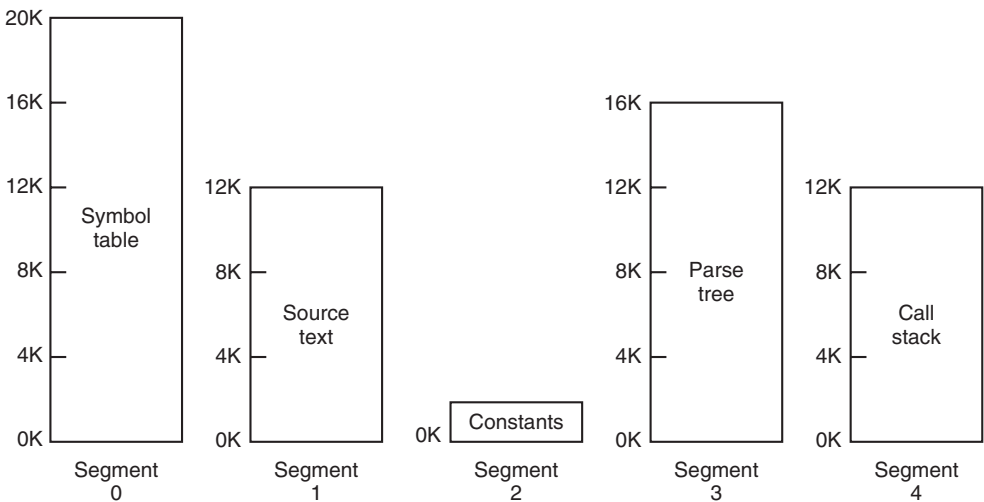 20K
16K
12K
8K
4K
0K
Symbol
table
Segment
0
12K
8K
4K
0K
Source
text
Segment
1
0K
Constants
Segment
2
16K
12K
8K
4K
0K
Parse
tree
Segment
3
12K
8K
4K
0K
Call
stack
Segment
4